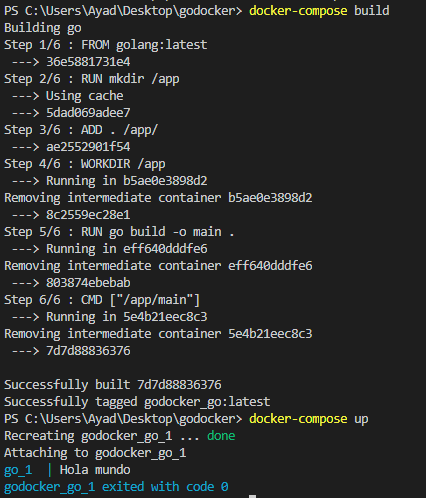 PS C:\Users\Ayad\Desktop\godocker> docker-compose build
Building go
Step 1/6 : FROM golang:latest
 ---> 36e5881731e4
Step 2/6 : RUN mkdir /app
 ---> Using cache
 ---> 5dad069adee7
Step 3/6 : ADD . /app/
 ---> ae2552901f54
Step 4/6 : WORKDIR /app
 ---> Running in b5ae0e3898d2
Removing intermediate container b5ae0e3898d2
 ---> 8c2559ec28e1
Step 5/6 : RUN go build -o main .
 ---> Running in eff640dddfe6
Removing intermediate container eff640dddfe6
 ---> 803874ebebab
Step 6/6 : CMD ["/app/main"]
 ---> Running in 5e4b21eec8c3
Removing intermediate container 5e4b21eec8c3
 ---> 7d7d88836376

Successfully built 7d7d88836376
Successfully tagged godocker_go:latest
PS C:\Users\Ayad\Desktop\godocker> docker-compose up
Recreating godocker_go_1 ... done
Attaching to godocker_go_1
go_1  | Hola mundo
godocker_go_1 exited with code 0